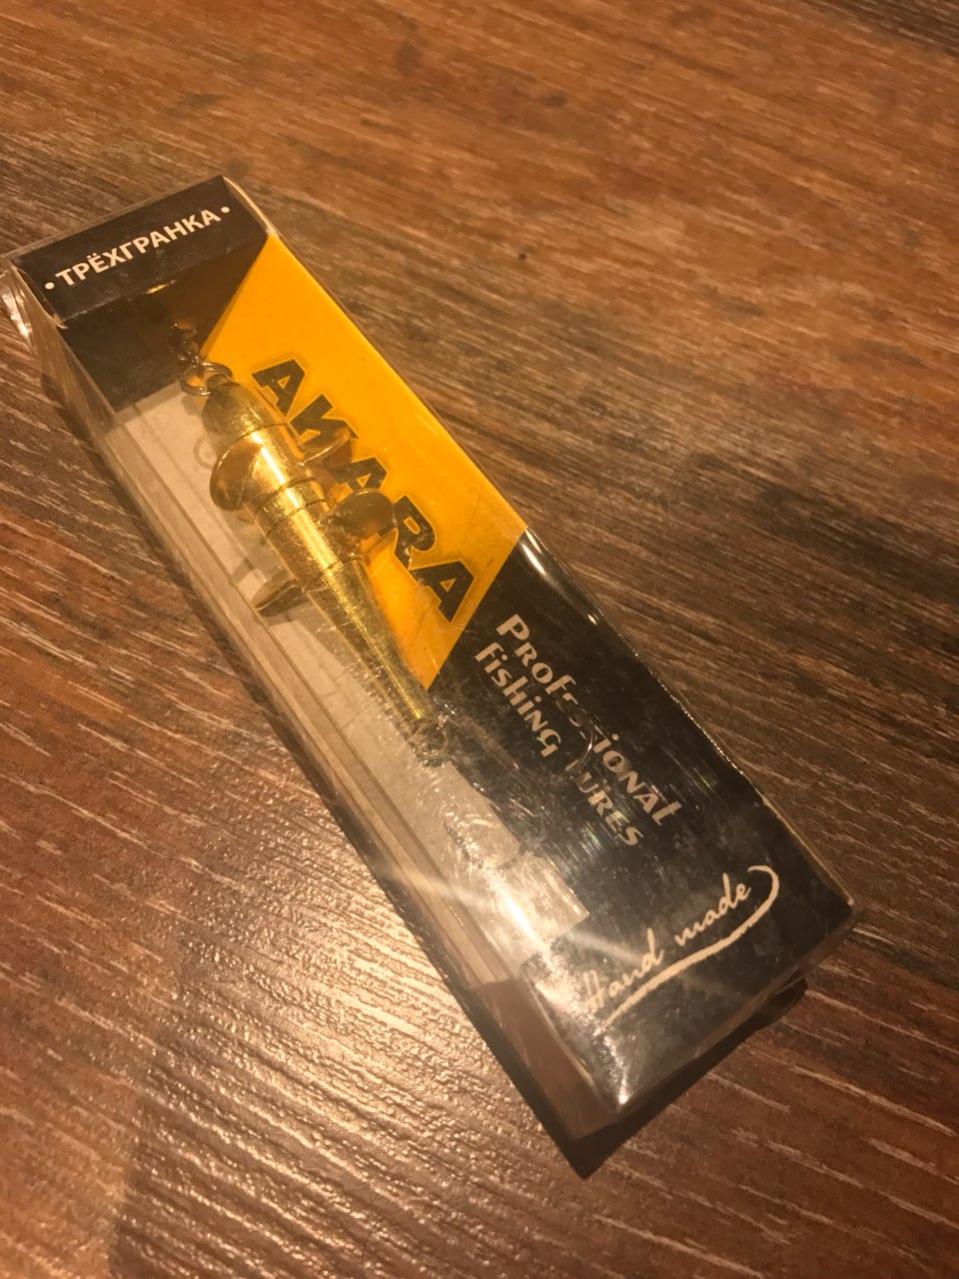 • ТРЁХГРАНКА •
AKARA
Professional
fishing lures
Hand made